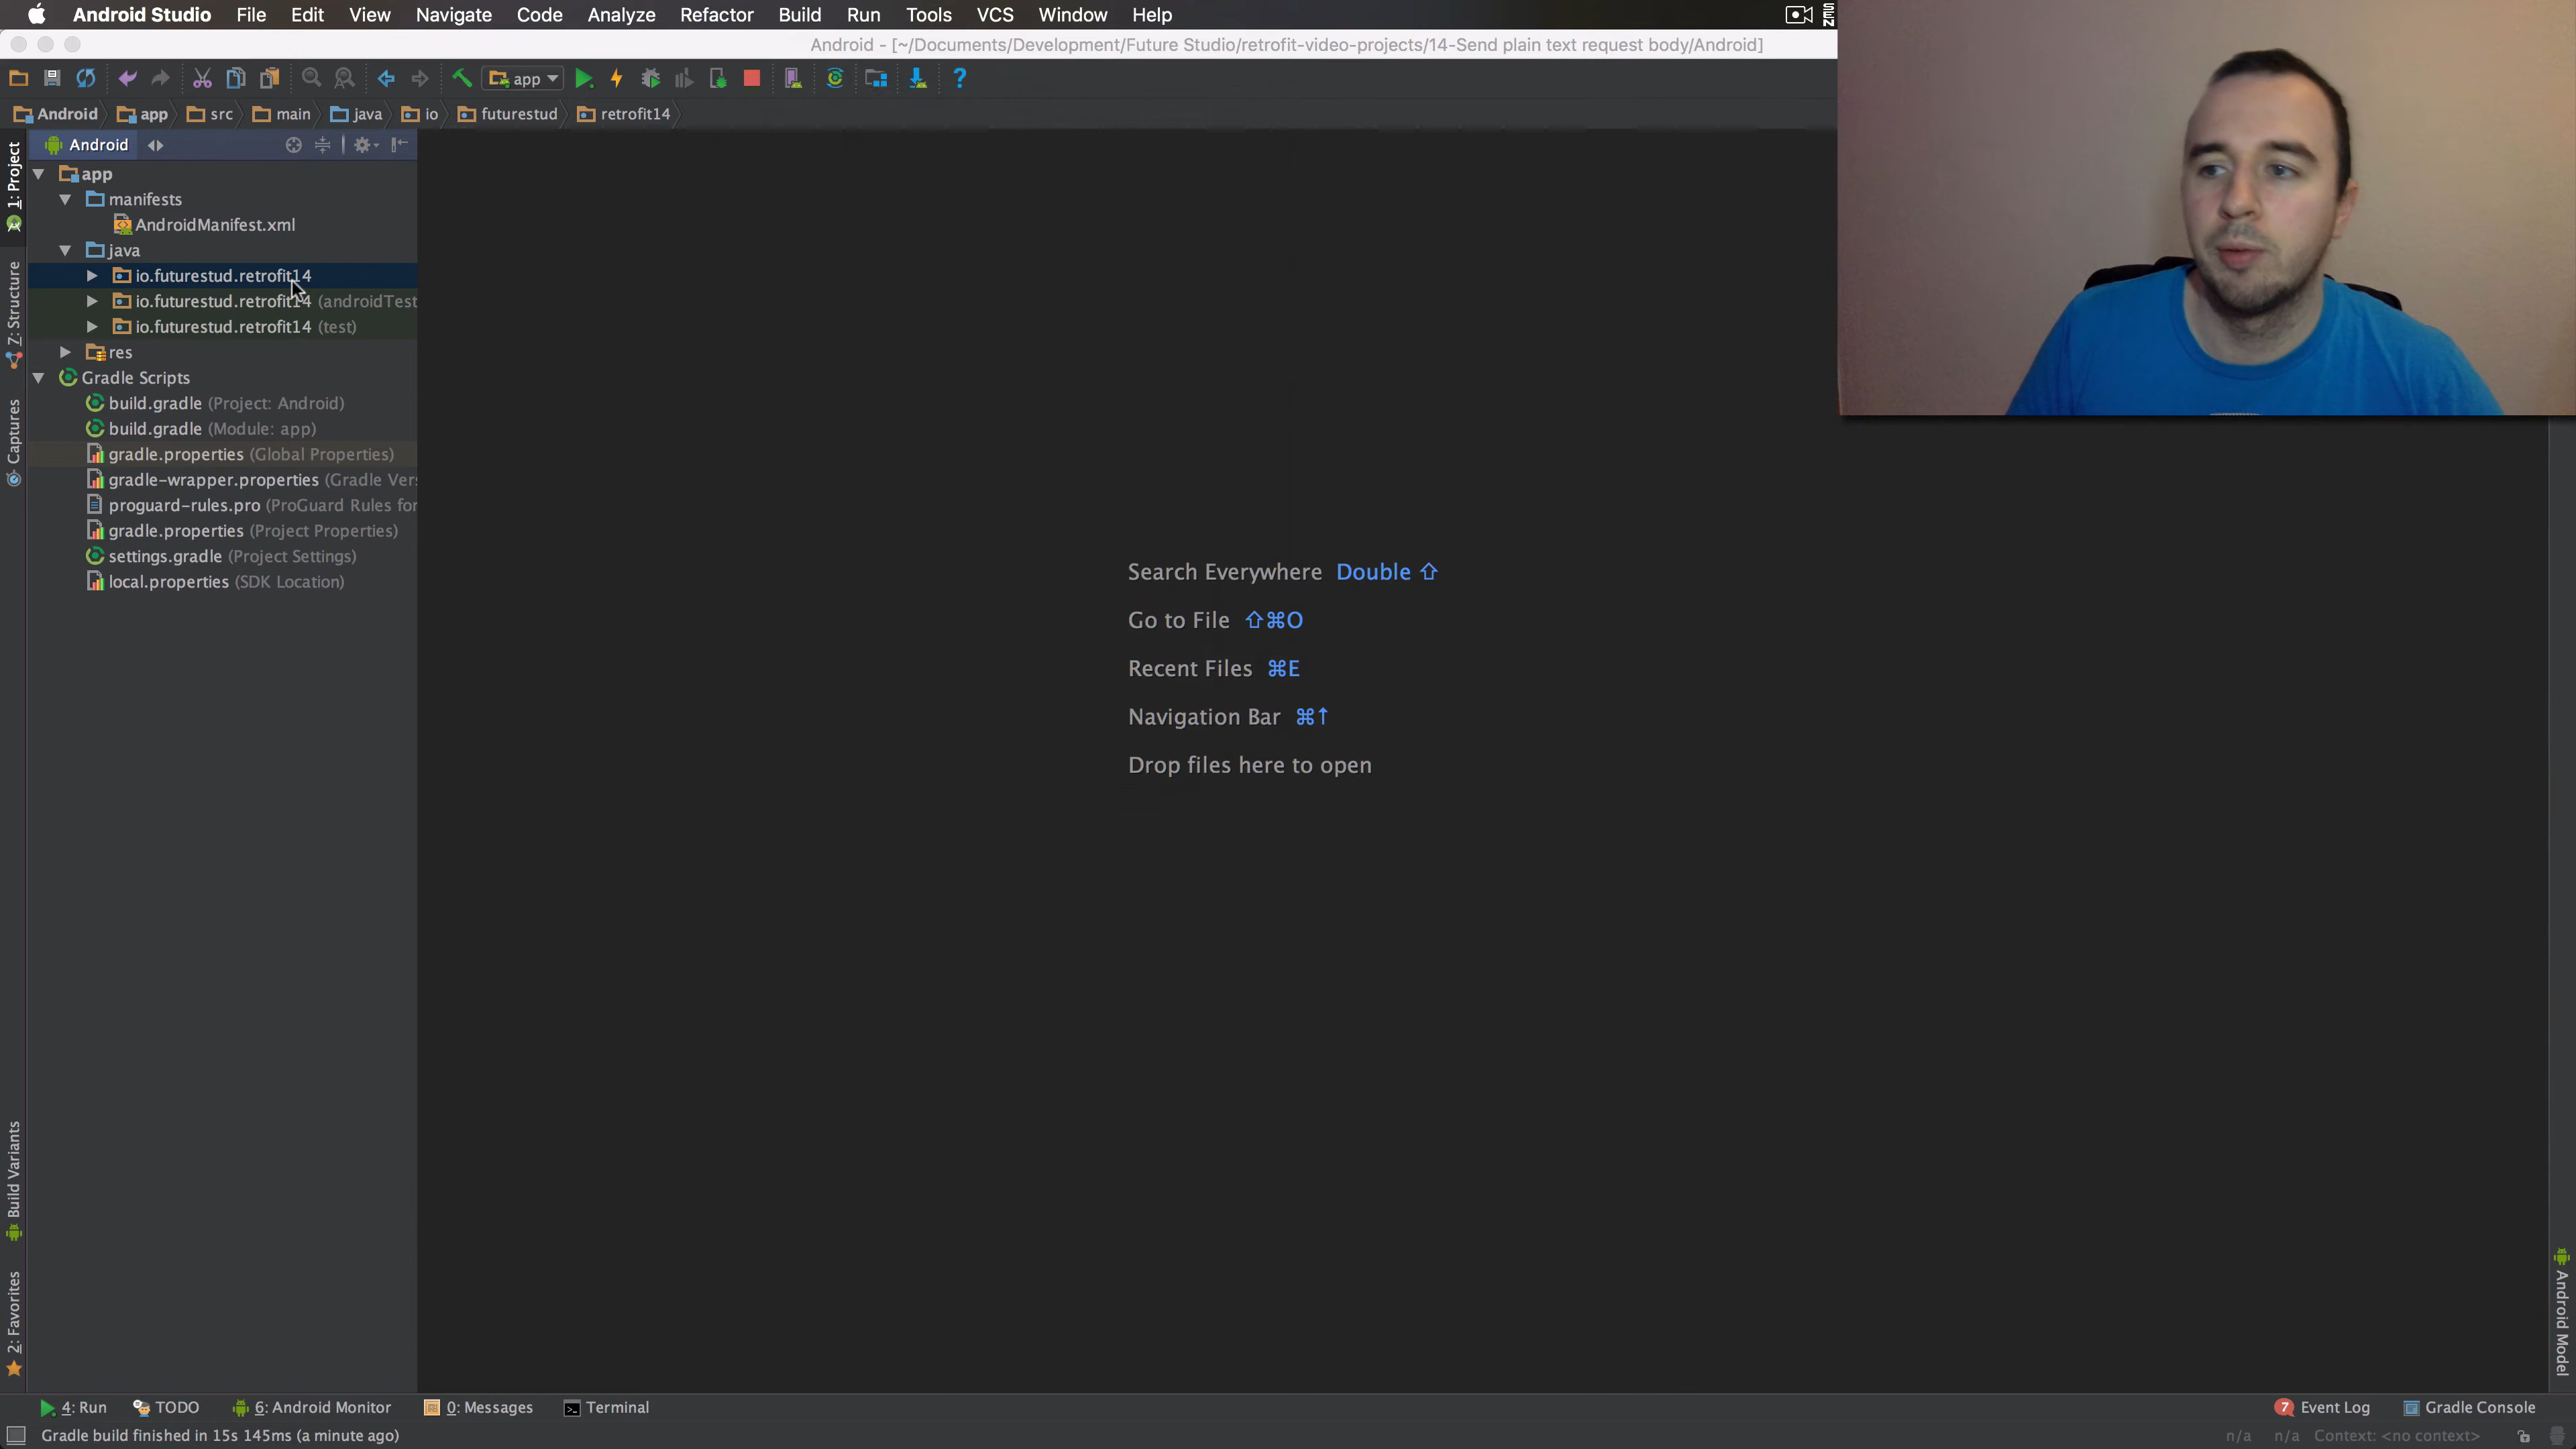 Android Studio File Edit View Navigate Code Analyze Refactor Build Run Tools VCS Window Help
Android - [~/Documents/Development/Future Studio/retrofit-video-projects/14-Send plain text request body/Android]
app
Android app src main java io futurestud retrofit14
1: Project
Android
app
manifests
AndroidManifest.xml
java
io.futurestud.retrofit14
io.futurestud.retrofit14 (androidTest
io.futurestud.retrofit14 (test)
res
Gradle Scripts
build.gradle (Project: Android)
build.gradle (Module: app)
gradle.properties (Global Properties)
gradle-wrapper.properties (Gradle Vers
proguard-rules.pro (ProGuard Rules for
gradle.properties (Project Properties)
settings.gradle (Project Settings)
local.properties (SDK Location)
Z: Structure
Captures
Build Variants
2: Favorites
Search Everywhere Double ⇧
Go to File ⇧⌘O
Recent Files ⌘E
Navigation Bar ⌘↑
Drop files here to open
Android Model
4: Run TODO 6: Android Monitor 0: Messages Terminal 7 Event Log Gradle Console
Gradle build finished in 15s 145ms (a minute ago) n/a n/a Context: <no context>